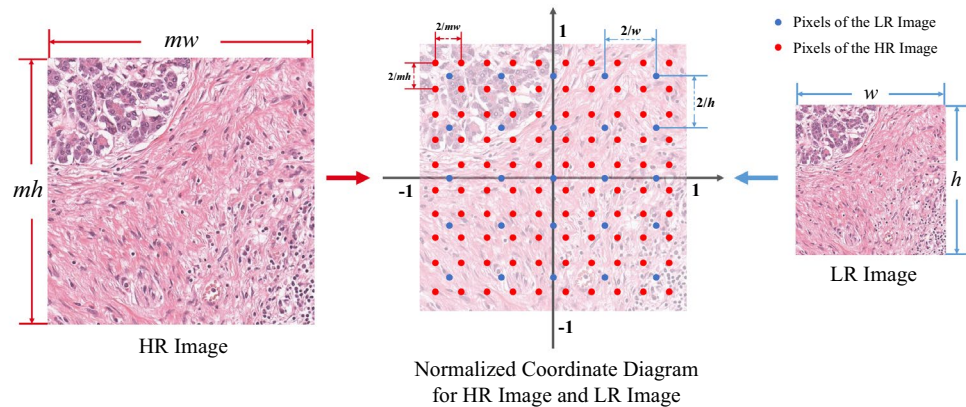 mw
mh
HR Image
2/mw
2/mh
1
2/w
2/h
-1
1
-1
Normalized Coordinate Diagram
for HR Image and LR Image
Pixels of the LR Image
Pixels of the HR Image
w
h
LR Image